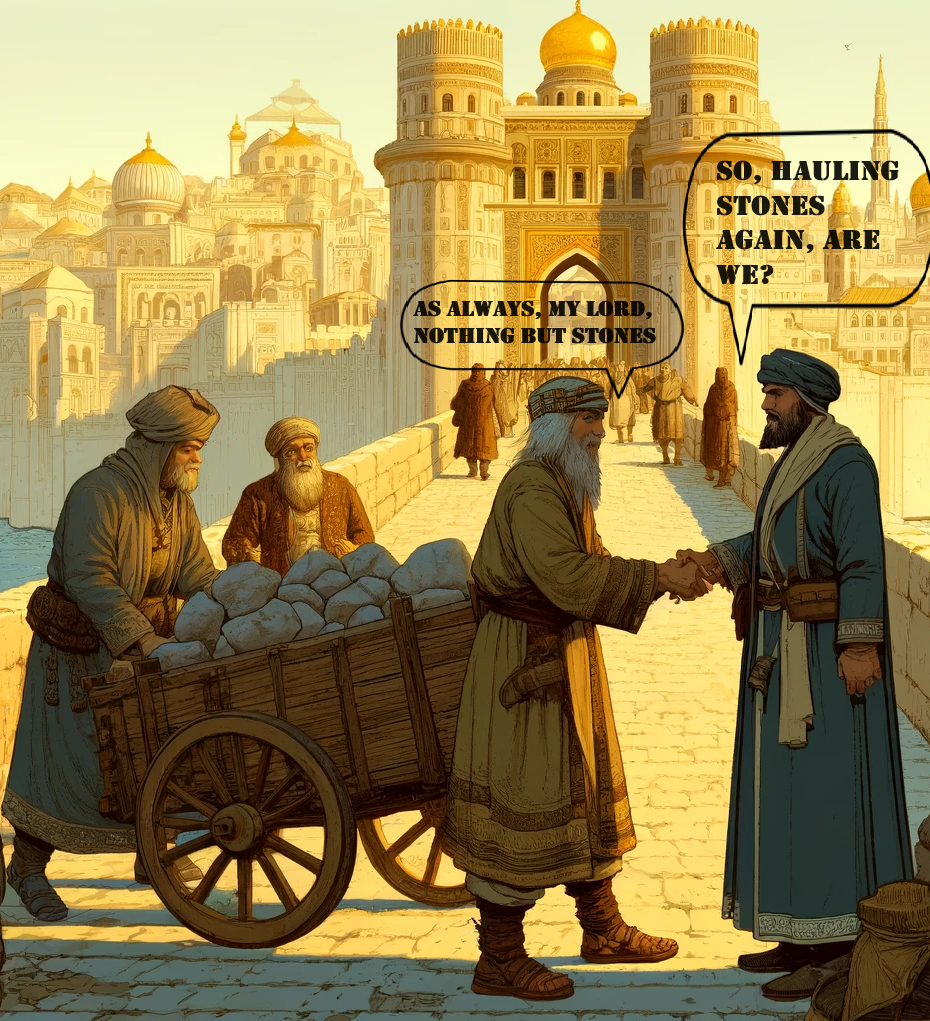 SO, HAULING
STONES
AGAIN, ARE
WE?
AS ALWAYS, MY LORD,
NOTHING BUT STONES